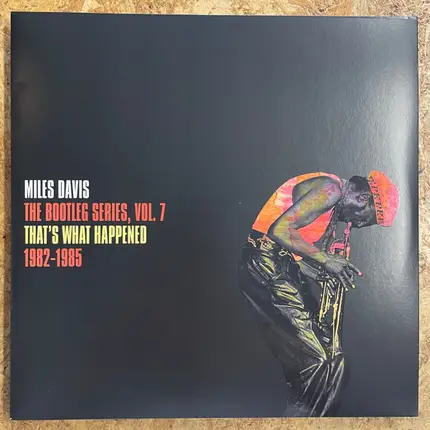 MILES DAVIS
THE BOOTLEG SERIES, VOL. 7
THAT'S WHAT HAPPENED
1982-1985